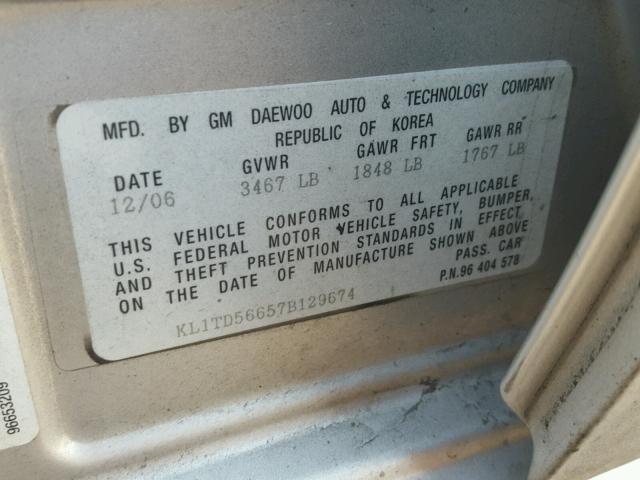 MFD. BY GM DAEWOO AUTO & TECHNOLOGY COMPANY
REPUBLIC OF KOREA
DATE GVWR GAWR FRT GAWR RR
12/06 3467 LB 1848 LB 1767 LB
THIS VEHICLE CONFORMS TO ALL APPLICABLE
U.S. FEDERAL MOTOR VEHICLE SAFETY, BUMPER,
AND THEFT PREVENTION STANDARDS IN EFFECT
ON THE DATE OF MANUFACTURE SHOWN ABOVE
PASS. CAR
P.N.96 404 578
KL1TD56657B129674
96653209